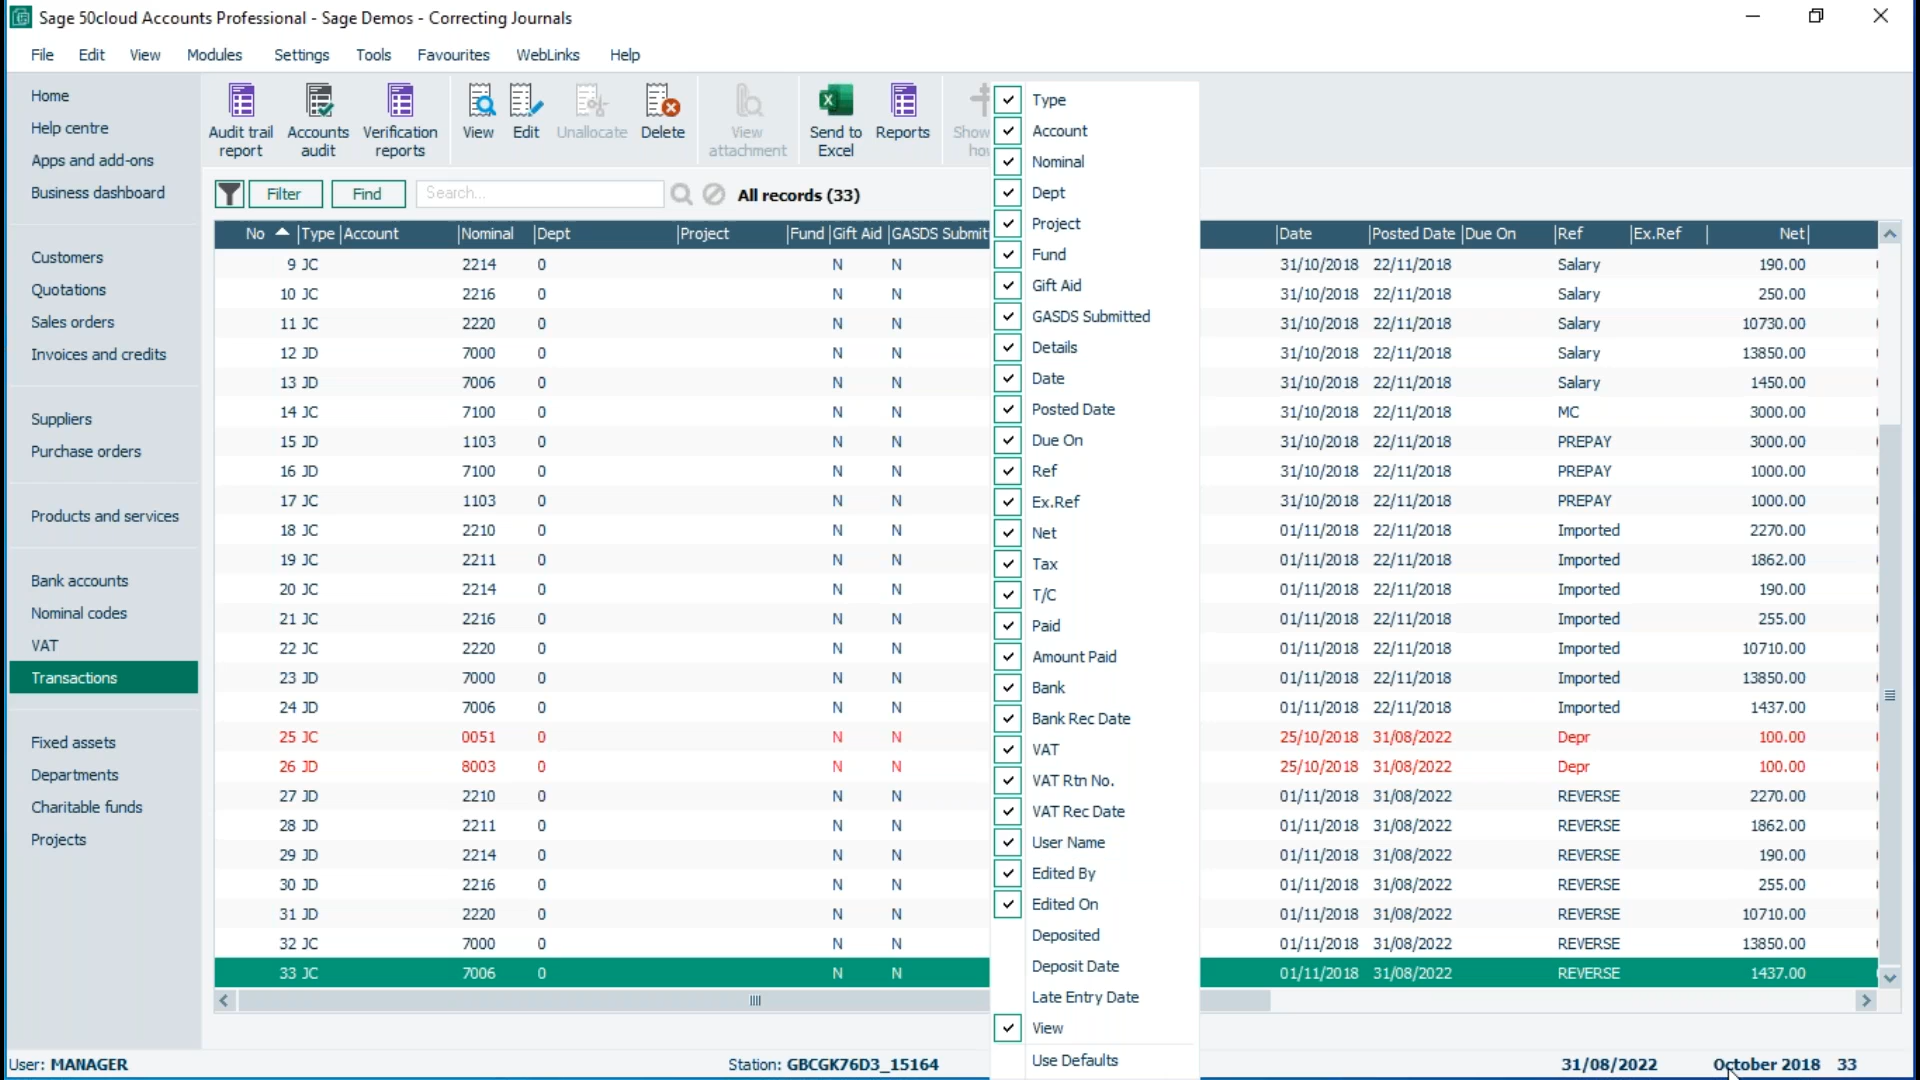 Sage 50cloud Accounts Professional - Sage Demos - Correcting Journals
File Edit View Modules Settings Tools Favourites WebLinks Help
Home
Help centre
Apps and add-ons
Business dashboard
Customers
Quotations
Sales orders
Invoices and credits
Suppliers
Purchase orders
Products and services
Bank accounts
Nominal codes
VAT
Transactions
Fixed assets
Departments
Charitable funds
Projects
Audit trail report
Accounts audit
Verification reports
View
Edit
Unallocate
Delete
View attachment
Send to Excel
Reports
Show
Filter Find Search... All records (33)
No Type Account Nominal Dept Project Fund Gift Aid GASDS Submit Date Posted Date Due On Ref Ex.Ref Net
9 JC 2214 0 N N 31/10/2018 22/11/2018 Salary 190.00
10 JC 2216 0 N N 31/10/2018 22/11/2018 Salary 250.00
11 JC 2220 0 N N 31/10/2018 22/11/2018 Salary 10730.00
12 JD 7000 0 N N 31/10/2018 22/11/2018 Salary 13850.00
13 JD 7006 0 N N 31/10/2018 22/11/2018 Salary 1450.00
14 JC 7100 0 N N 31/10/2018 22/11/2018 MC 3000.00
15 JD 1103 0 N N 31/10/2018 22/11/2018 PREPAY 3000.00
16 JD 7100 0 N N 31/10/2018 22/11/2018 PREPAY 1000.00
17 JC 1103 0 N N 31/10/2018 22/11/2018 PREPAY 1000.00
18 JC 2210 0 N N 01/11/2018 22/11/2018 Imported 2270.00
19 JC 2211 0 N N 01/11/2018 22/11/2018 Imported 1862.00
20 JC 2214 0 N N 01/11/2018 22/11/2018 Imported 190.00
21 JC 2216 0 N N 01/11/2018 22/11/2018 Imported 255.00
22 JC 2220 0 N N 01/11/2018 22/11/2018 Imported 10710.00
23 JD 7000 0 N N 01/11/2018 22/11/2018 Imported 13850.00
24 JD 7006 0 N N 01/11/2018 22/11/2018 Imported 1437.00
25 JC 0051 0 N N 25/10/2018 31/08/2022 Depr 100.00
26 JD 8003 0 N N 25/10/2018 31/08/2022 Depr 100.00
27 JD 2210 0 N N 01/11/2018 31/08/2022 REVERSE 2270.00
28 JD 2211 0 N N 01/11/2018 31/08/2022 REVERSE 1862.00
29 JD 2214 0 N N 01/11/2018 31/08/2022 REVERSE 190.00
30 JD 2216 0 N N 01/11/2018 31/08/2022 REVERSE 255.00
31 JD 2220 0 N N 01/11/2018 31/08/2022 REVERSE 10710.00
32 JC 7000 0 N N 01/11/2018 31/08/2022 REVERSE 13850.00
33 JC 7006 0 N N 01/11/2018 31/08/2022 REVERSE 1437.00
Type
Account
Nominal
Dept
Project
Fund
Gift Aid
GASDS Submitted
Details
Date
Posted Date
Due On
Ref
Ex.Ref
Net
Tax
T/C
Paid
Amount Paid
Bank
Bank Rec Date
VAT
VAT Rtn No.
VAT Rec Date
User Name
Edited By
Edited On
Deposited
Deposit Date
Late Entry Date
View
Use Defaults
User: MANAGER Station: GBCGK76D3_15164 31/08/2022 October 2018 33